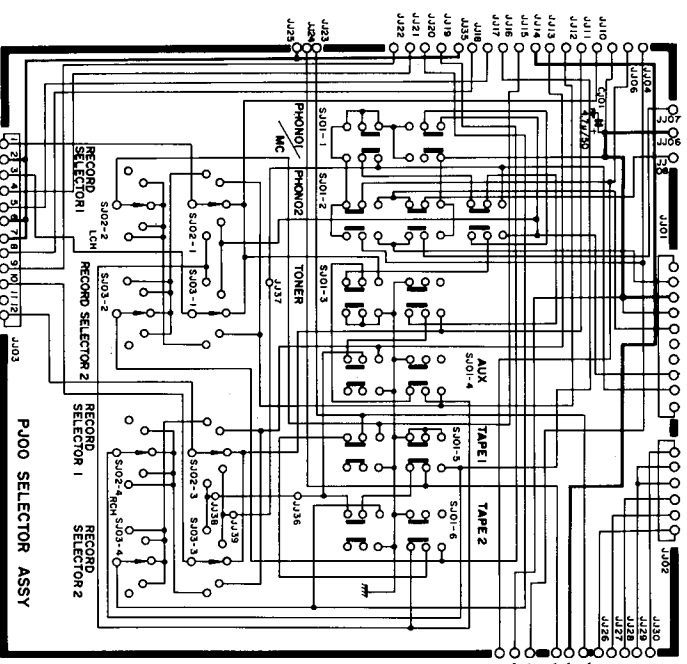 JJ25
JJ24
JJ23
JJ22
JJ21
JJ20
JJ19
JJ35
JJ18
JJ17
JJ16
JJ15
JJ14
JJ13
JJ12
JJ11
JJ10
JJ06
JJ04
CJ01
4.7μ/50
JJ07
JJ06
JJ01
JJ02
JJ30
JJ29
JJ28
JJ27
JJ26
PHONO1
/MC
SJ01-1
PHONO2
SJ01-2
TONER
SJ01-3
AUX
SJ01-4
TAPE1
SJ01-5
TAPE 2
SJ01-6
RECORD
SELECTOR1
SJ02-2
LCH
SJ02-1
RECORD SELECTOR 2
SJ03-2
SJ03-1
JJ37
RECORD
SELECTOR 1
SJ02-4
RCH
SJ02-3
RECORD
SELECTOR2
SJ03-4
SJ03-3
JJ38
JJ39
JJ36
1
2
3
4
5
6
7
8
9
10
11
12
JJ03
PJ00 SELECTOR ASSY